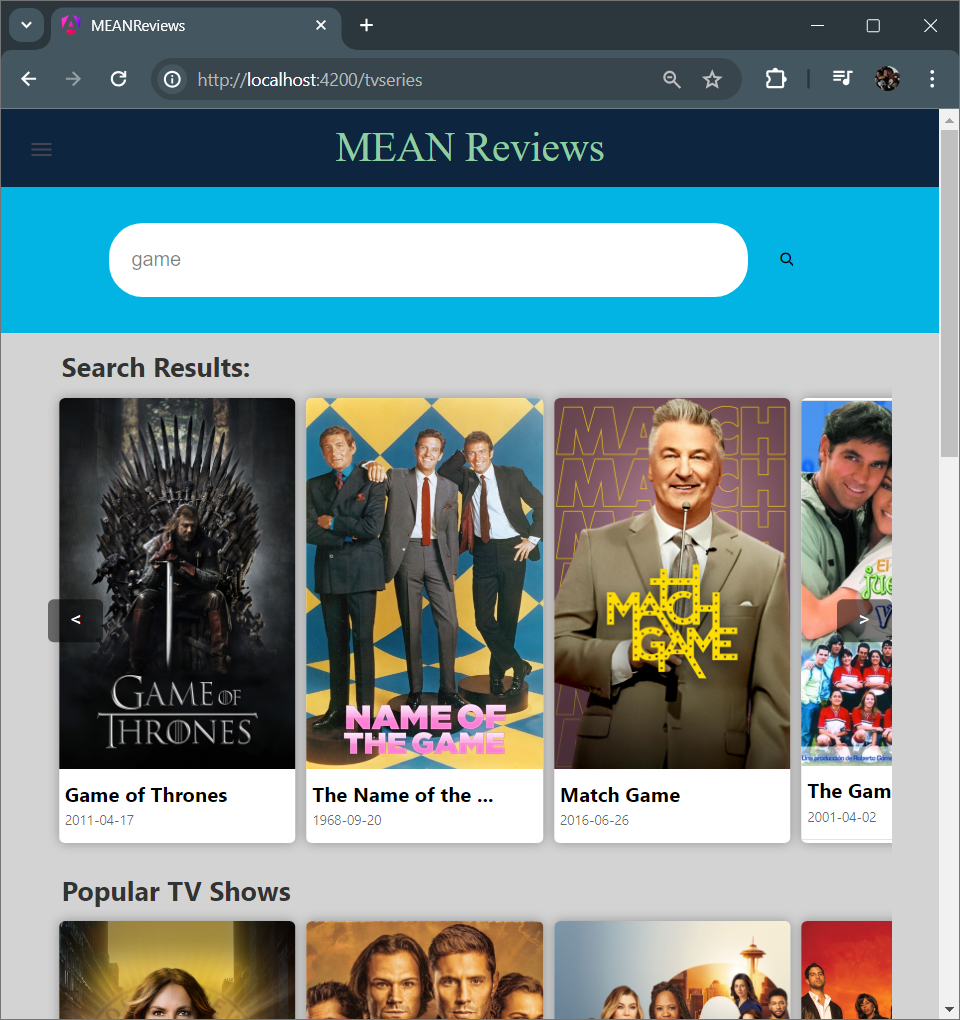 MEANReviews
http://localhost:4200/tvseries
MEAN Reviews
game
Search Results:
GAME OF
THRONES
NAME OF
THE GAME
MATCH
MATCH
MATCH
MATCH
GAME
El
Una producción de Roberto Góme
<
>
Game of Thrones
2011-04-17
The Name of the ...
1968-09-20
Match Game
2016-06-26
The Gam
2001-04-02
Popular TV Shows